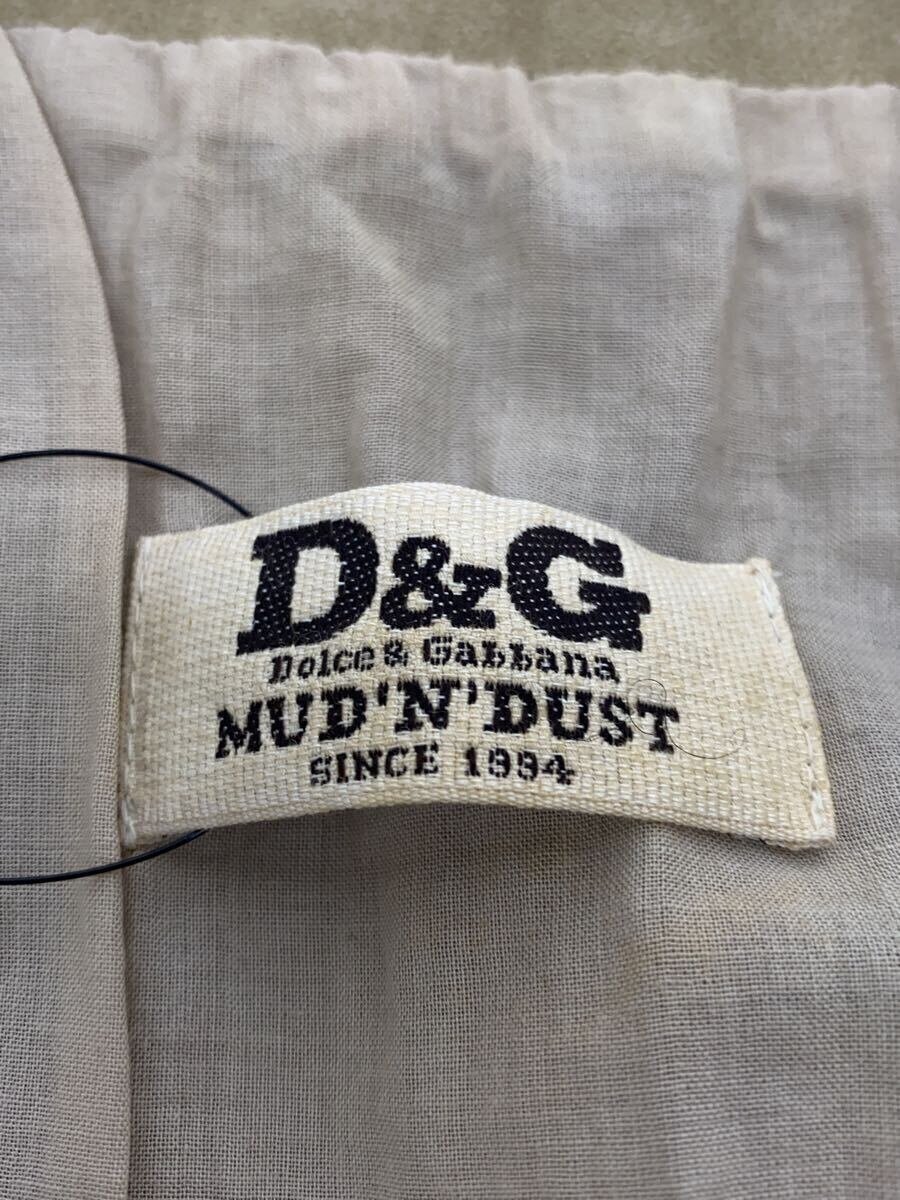 D&G
Dolce & Gabbana
MUD'N'DUST
SINCE 1994